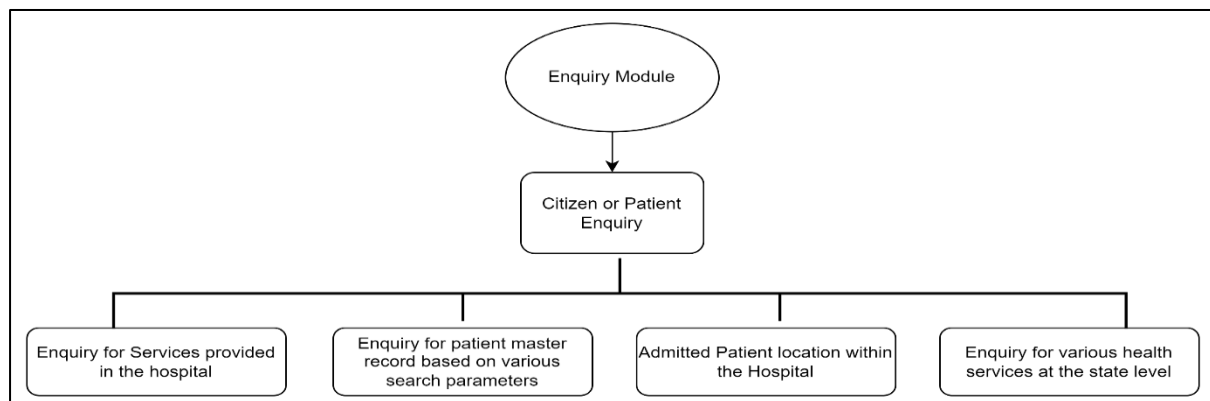 Enquiry Module
Citizen or Patient
Enquiry
Enquiry for Services provided
in the hospital
Enquiry for patient master
record based on various
search parameters
Admitted Patient location within
the Hospital
Enquiry for various health
services at the state level